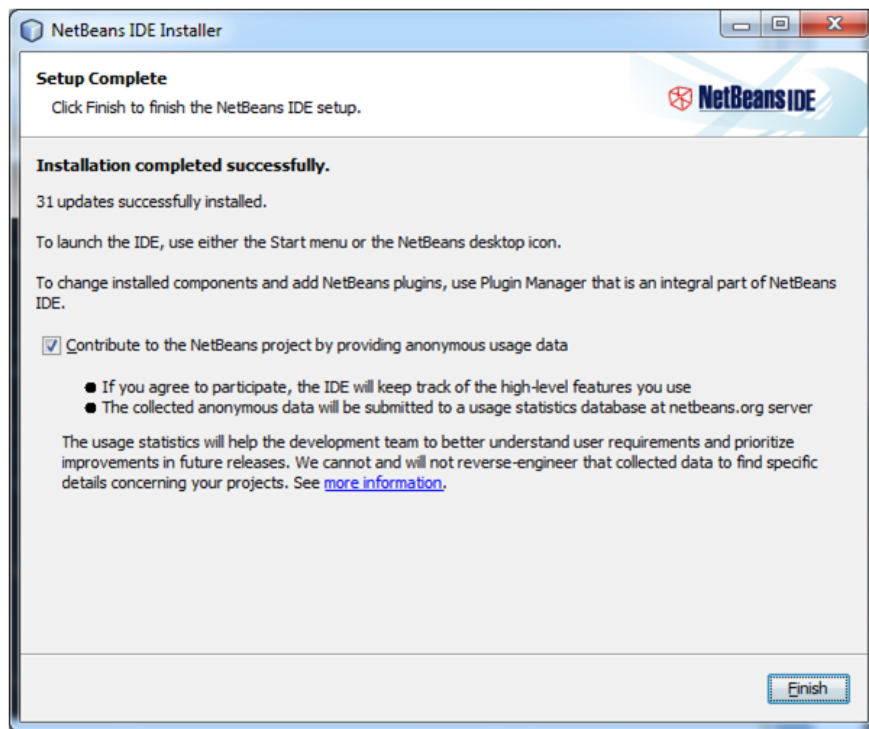 NetBeans IDE Installer
Setup Complete
Click Finish to finish the NetBeans IDE setup.
NetBeans IDE
Installation completed successfully.
31 updates successfully installed.
To launch the IDE, use either the Start menu or the NetBeans desktop icon.
To change installed components and add NetBeans plugins, use Plugin Manager that is an integral part of NetBeans
IDE.
Contribute to the NetBeans project by providing anonymous usage data
● If you agree to participate, the IDE will keep track of the high-level features you use
● The collected anonymous data will be submitted to a usage statistics database at netbeans.org server
The usage statistics will help the development team to better understand user requirements and prioritize
improvements in future releases. We cannot and will not reverse-engineer that collected data to find specific
details concerning your projects. See more information.
Finish